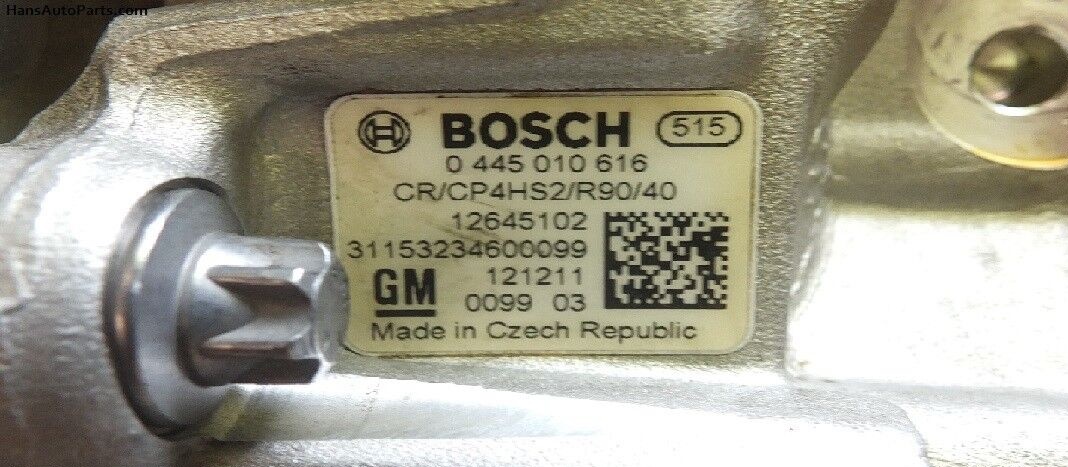 HansAutoParts.com
BOSCH 515
0 445 010 616
CR/CP4HS2/R90/40
12645102
31153234600099
GM 121211
0099 03
Made in Czech Republic